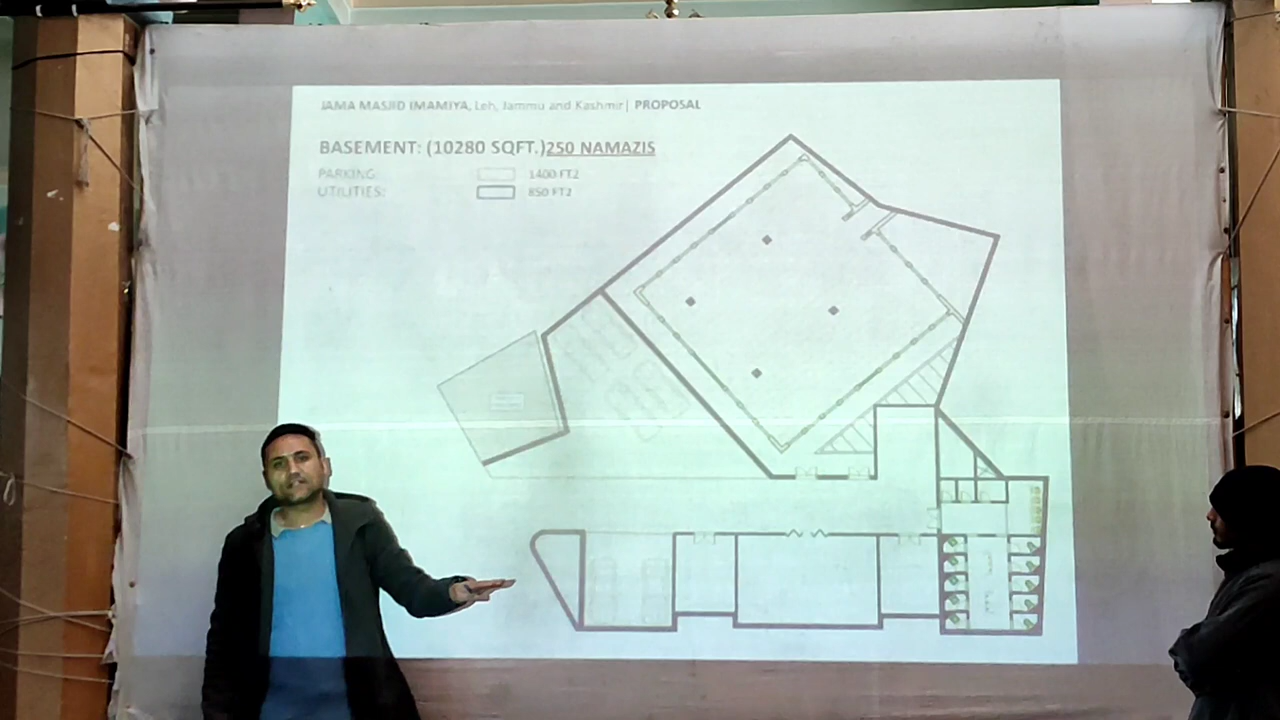 JAMA MASJID IMAMIYA, Leh, Jammu and Kashmir| PROPOSAL
BASEMENT: (10280 SQFT.)250 NAMAZIS
PARKING: 1400 FT2
UTILITIES: 850 FT2